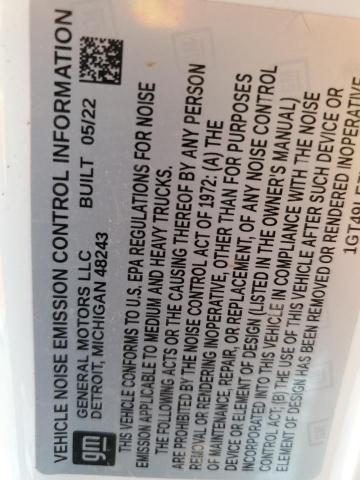 VEHICLE NOISE EMISSION CONTROL INFORMATION
gm
GENERAL MOTORS LLC
DETROIT, MICHIGAN 48243 BUILT 05/22
THIS VEHICLE CONFORMS TO U.S. EPA REGULATIONS FOR NOISE
EMISSION APPLICABLE TO MEDIUM AND HEAVY TRUCKS.
THE FOLLOWING ACTS OR THE CAUSING THEREOF BY ANY PERSON
ARE PROHIBITED BY THE NOISE CONTROL ACT OF 1972: (A) THE
REMOVAL OR RENDERING INOPERATIVE, OTHER THAN FOR PURPOSES
OF MAINTENANCE, REPAIR, OR REPLACEMENT, OF ANY NOISE CONTROL
DEVICE OR ELEMENT OF DESIGN (LISTED IN THE OWNER'S MANUAL)
INCORPORATED INTO THIS VEHICLE IN COMPLIANCE WITH THE NOISE
CONTROL ACT; (B) THE USE OF THIS VEHICLE AFTER SUCH DEVICE OR
ELEMENT OF DESIGN HAS BEEN REMOVED OR RENDERED INOPERATIVE